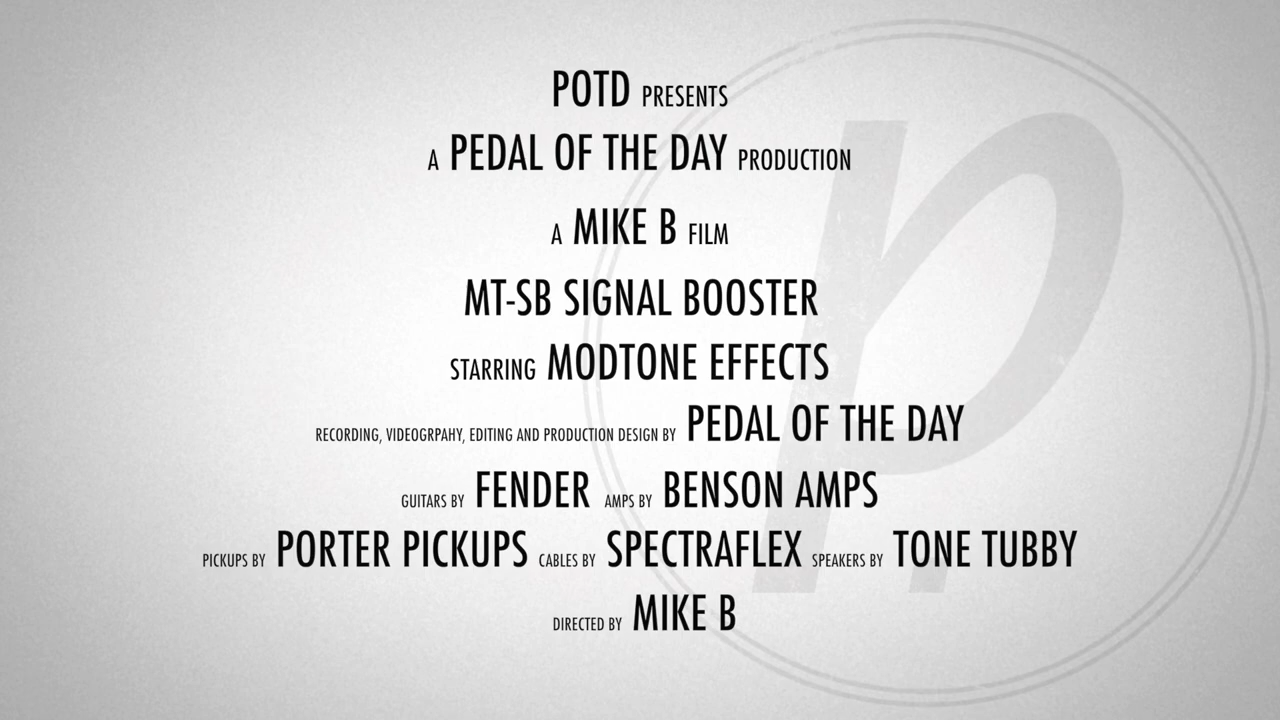 POTD PRESENTS
A PEDAL OF THE DAY PRODUCTION
A MIKE B FILM
MT-SB SIGNAL BOOSTER
STARRING MODTONE EFFECTS
RECORDING, VIDEOGRPAHY, EDITING AND PRODUCTION DESIGN BY PEDAL OF THE DAY
GUITARS BY FENDER AMPS BY BENSON AMPS
PICKUPS BY PORTER PICKUPS CABLES BY SPECTRAFLEX SPEAKERS BY TONE TUBBY
DIRECTED BY MIKE B